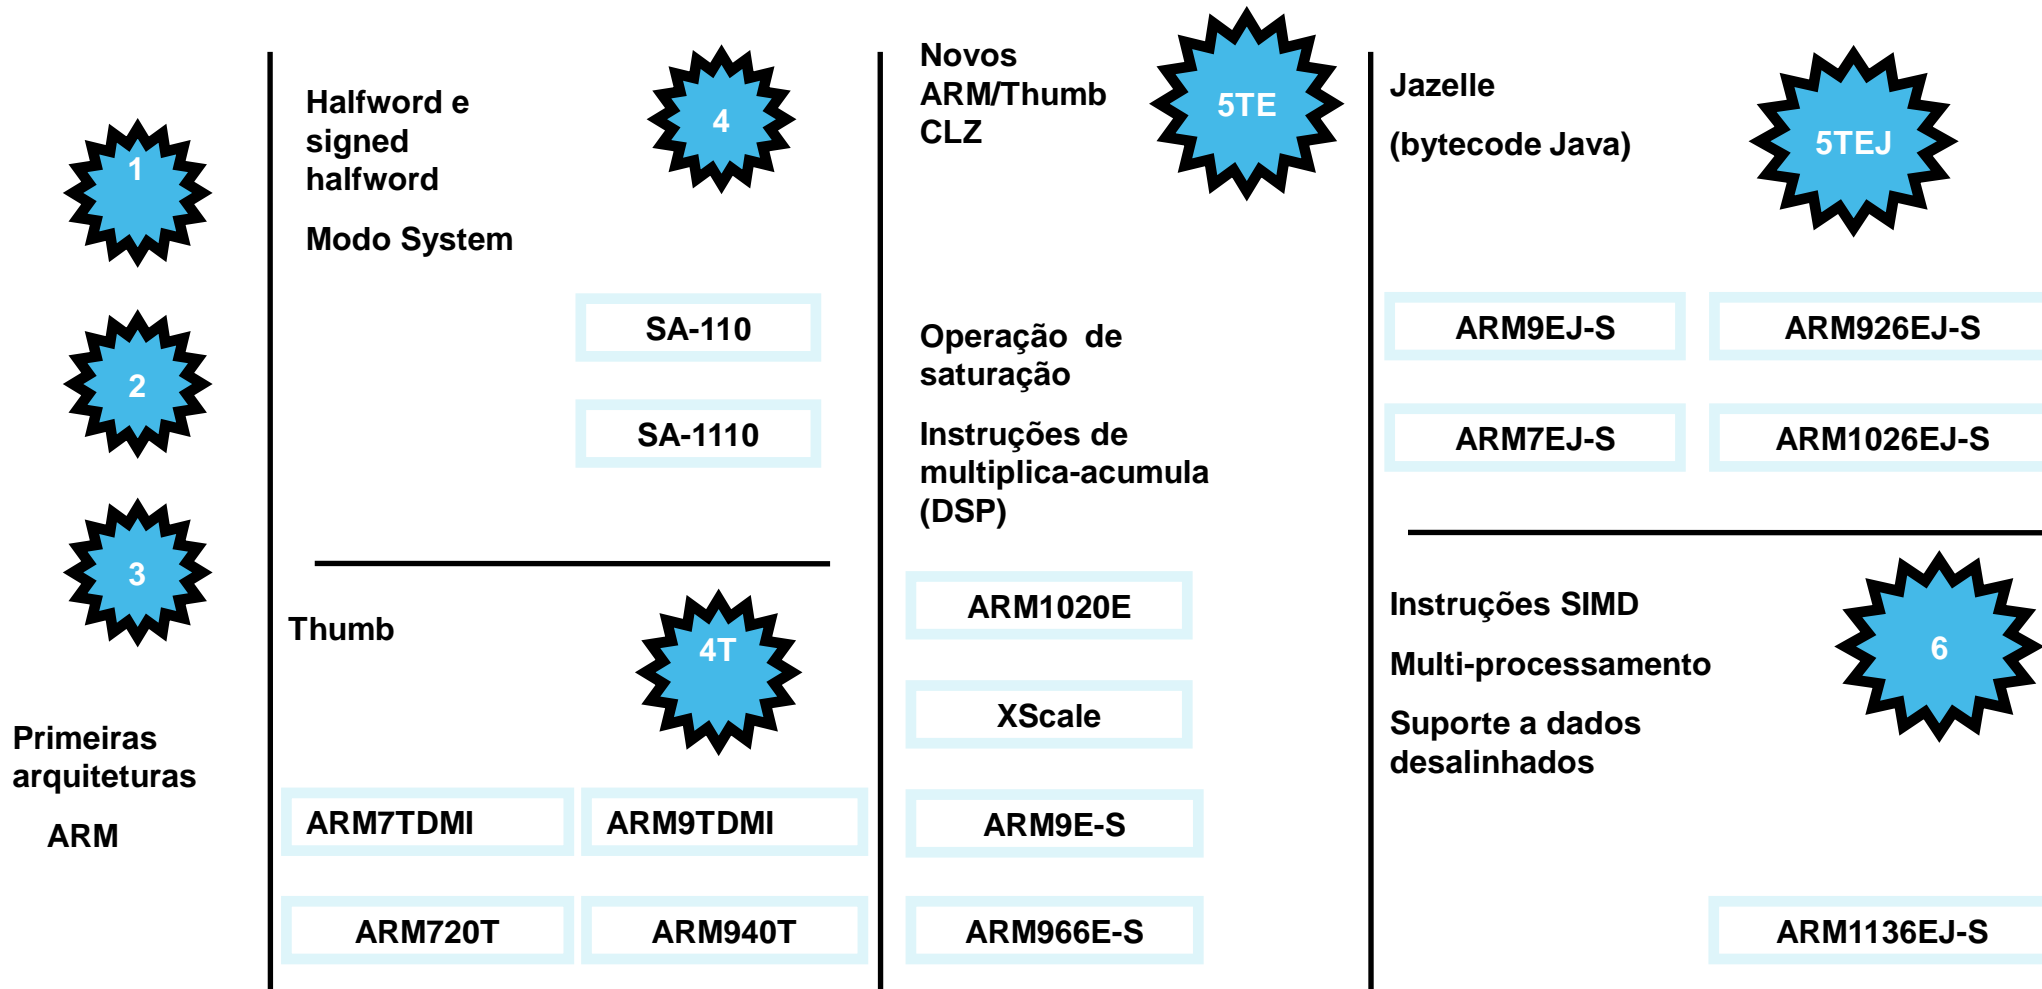 1
2
3
Primeiras
arquiteturas
ARM
Halfword e
signed
halfword
Modo System
4
SA-110
SA-1110
Thumb
4T
ARM7TDMI
ARM9TDMI
ARM720T
ARM940T
Novos
ARM/Thumb
CLZ
5TE
Operação de
saturação
Instruções de
multiplica-acumula
(DSP)
ARM1020E
XScale
ARM9E-S
ARM966E-S
Jazelle
(bytecode Java)
5TEJ
ARM9EJ-S
ARM926EJ-S
ARM7EJ-S
ARM1026EJ-S
Instruções SIMD
Multi-processamento
Suporte a dados
desalinhados
6
ARM1136EJ-S